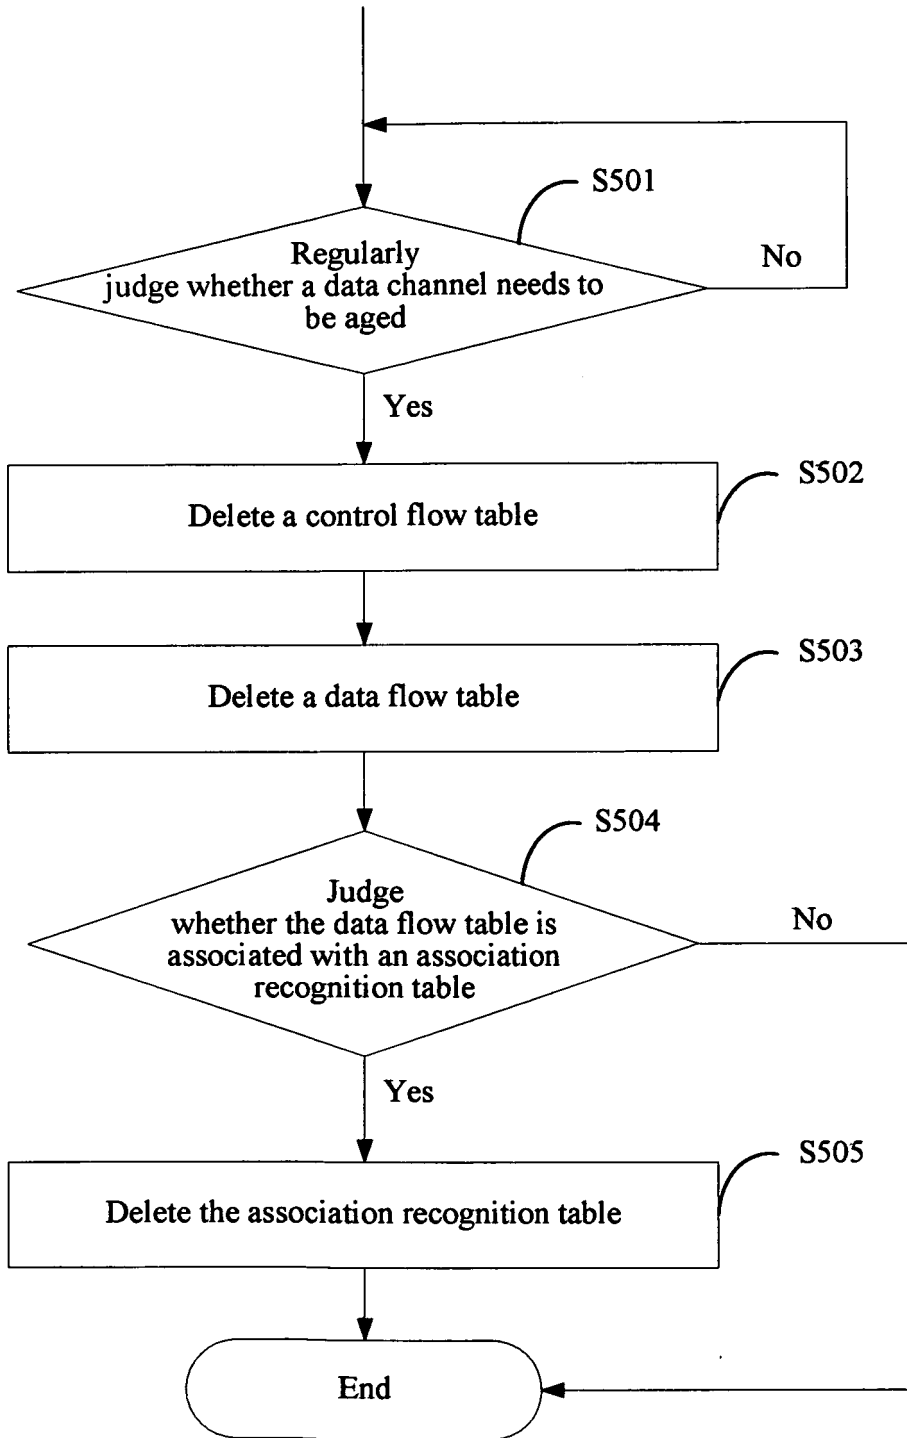 S501
Regularly
judge whether a data channel needs to
be aged
No
Yes
S502
Delete a control flow table
S503
Delete a data flow table
S504
Judge
whether the data flow table is
associated with an association
recognition table
No
Yes
S505
Delete the association recognition table
End